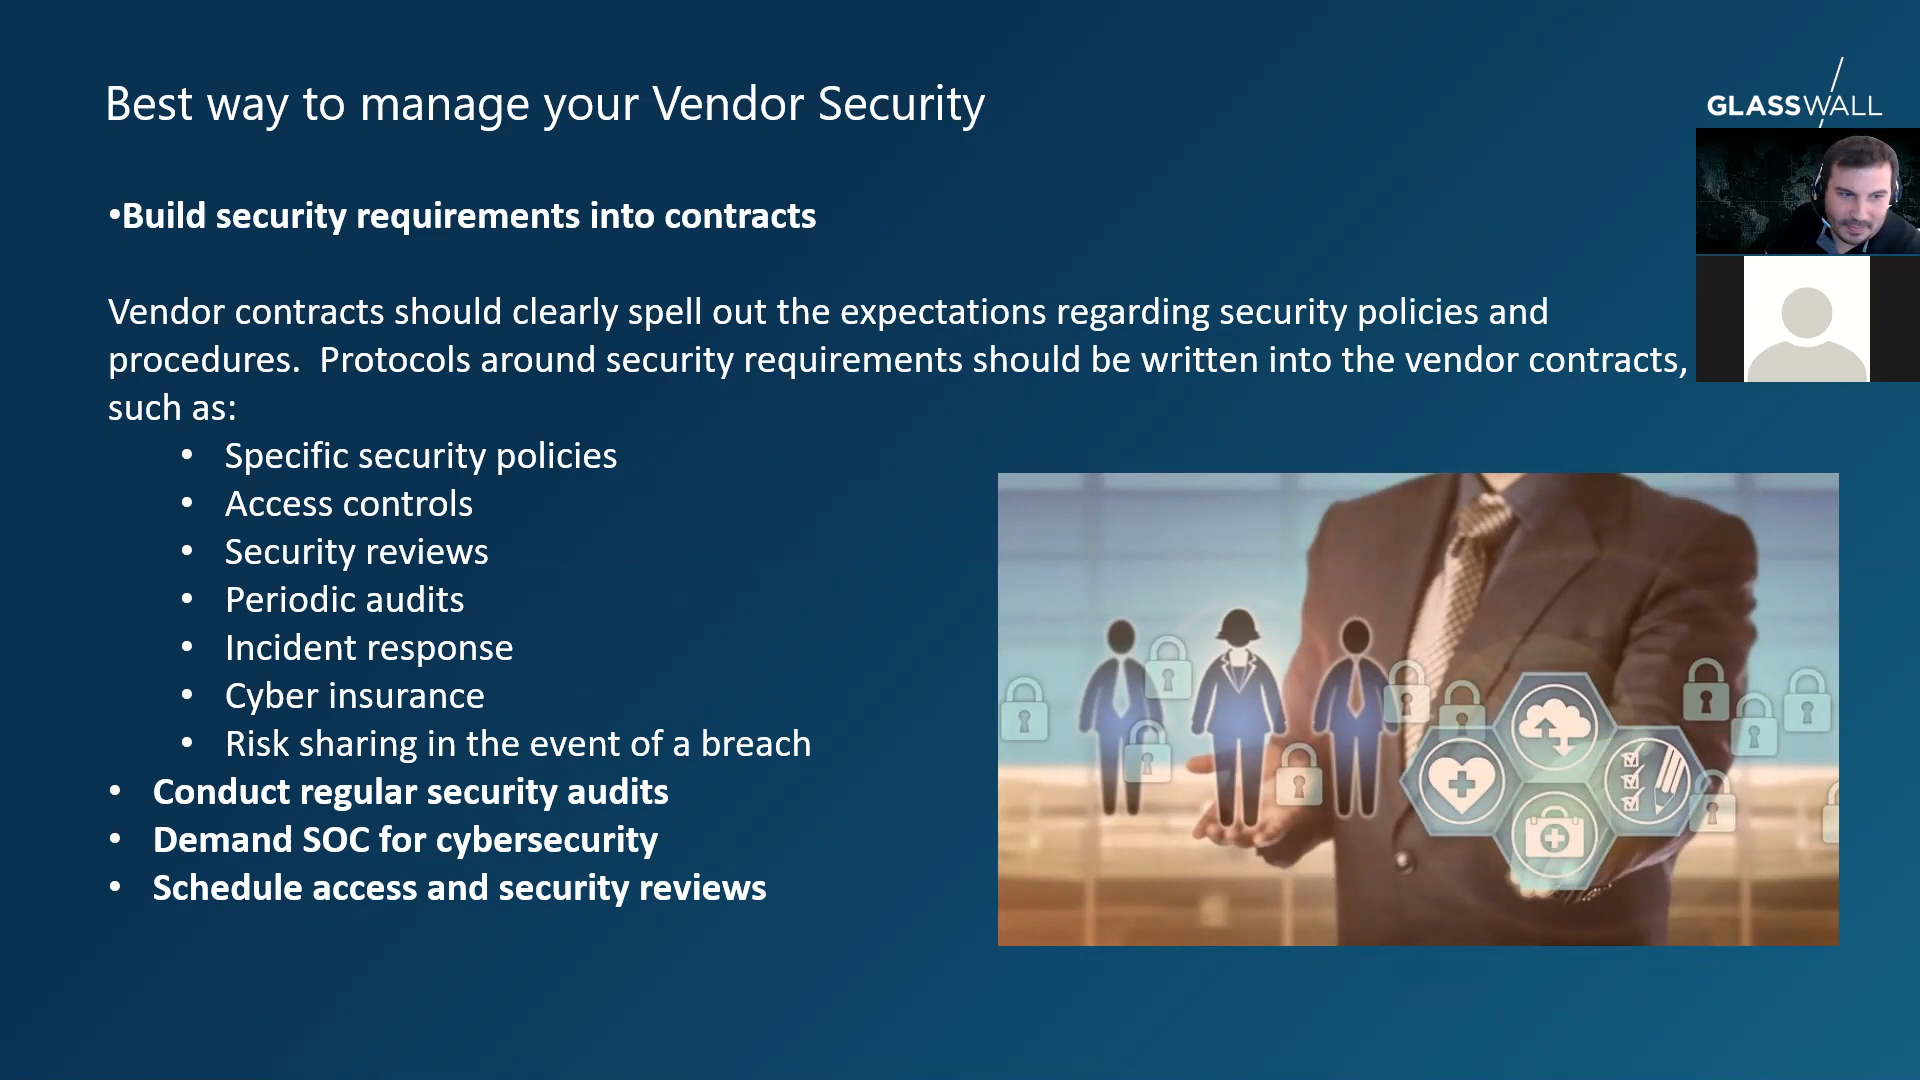 Best way to manage your Vendor Security
GLASSWALL
•Build security requirements into contracts
Vendor contracts should clearly spell out the expectations regarding security policies and
procedures.  Protocols around security requirements should be written into the vendor contracts,
such as:
• Specific security policies
• Access controls
• Security reviews
• Periodic audits
• Incident response
• Cyber insurance
• Risk sharing in the event of a breach
• Conduct regular security audits
• Demand SOC for cybersecurity
• Schedule access and security reviews